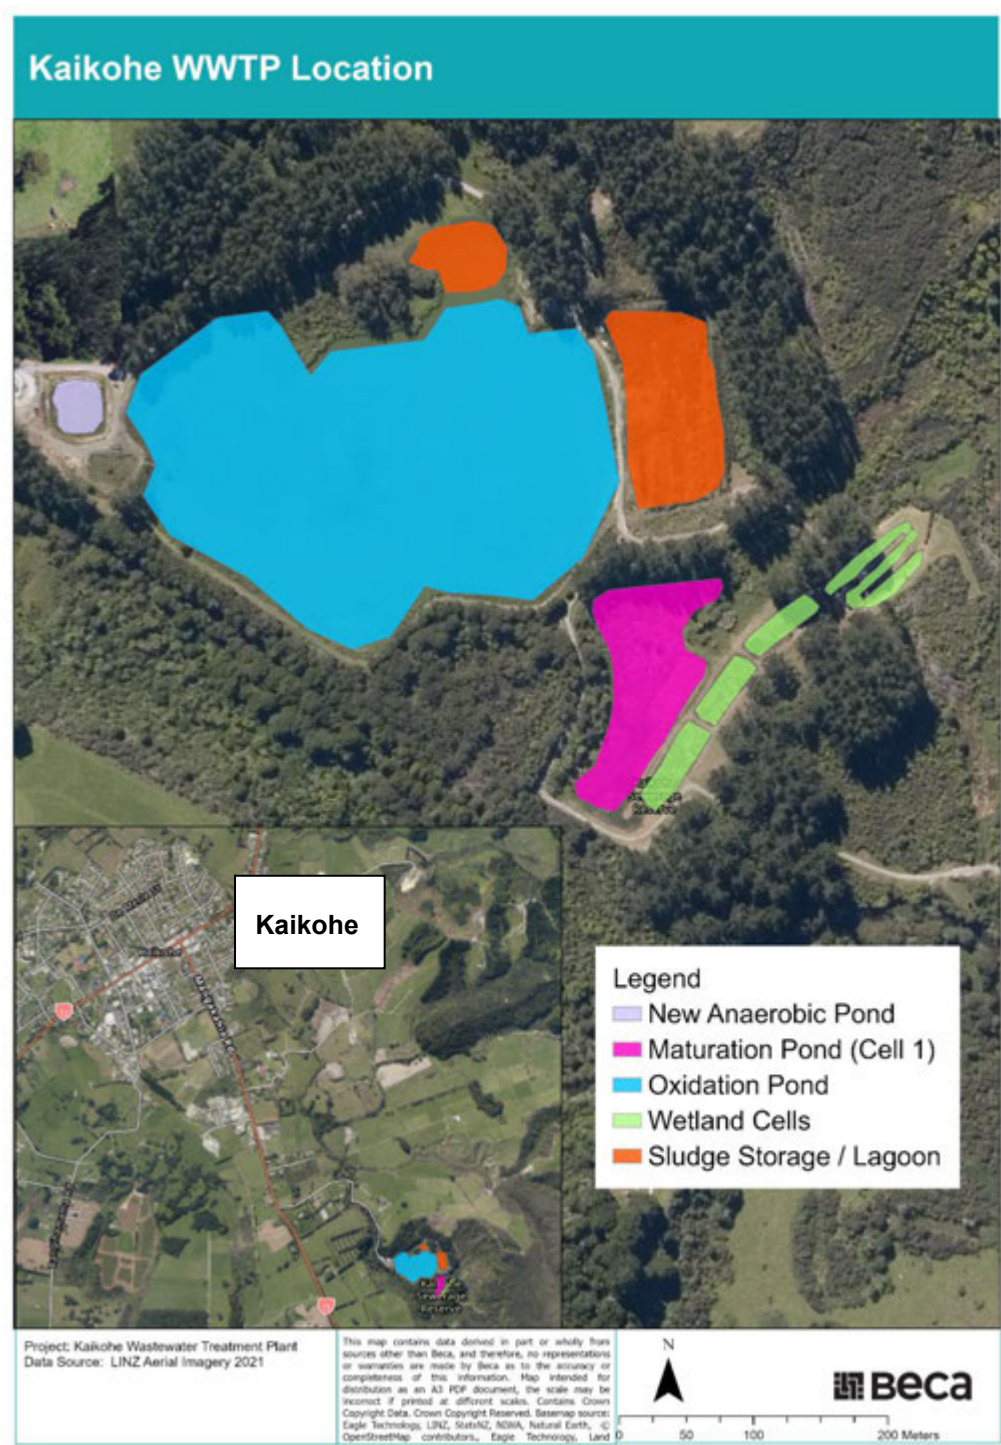 Kaikohe WWTP Location
Kaikohe
Legend
New Anaerobic Pond
Maturation Pond (Cell 1)
Oxidation Pond
Wetland Cells
Sludge Storage / Lagoon
Sewerage
Reserve
Project: Kaikohe Wastewater Treatment Plant
Data Source: LINZ Aerial Imagery 2021
This map contains data derived in part or wholly from
sources other than Beca, and therefore, no representations
or warranties are made by Beca as to the accuracy or
completeness of this information. Map intended for
distribution as an A3 PDF document, the scale may be
incorrect if printed at different scales. Contains Crown
Copyright Data. Crown Copyright Reserved. Basemap source:
Eagle Technology, LINZ, StatsNZ, NIWA, Natural Earth, ©
OpenStreetMap contributors., Eagle Technology, Land
N
Beca
0 50 100 200 Meters